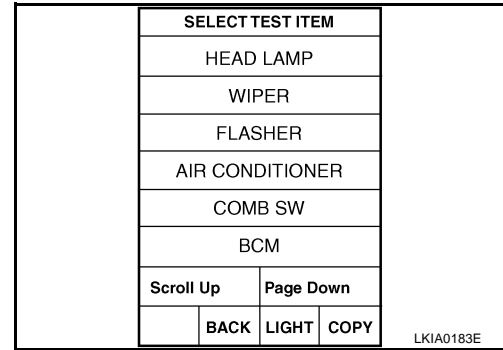 SELECT TEST ITEM
HEAD LAMP
WIPER
FLASHER
AIR CONDITIONER
COMB SW
BCM
Scroll Up Page Down
BACK LIGHT COPY
LKIA0183E